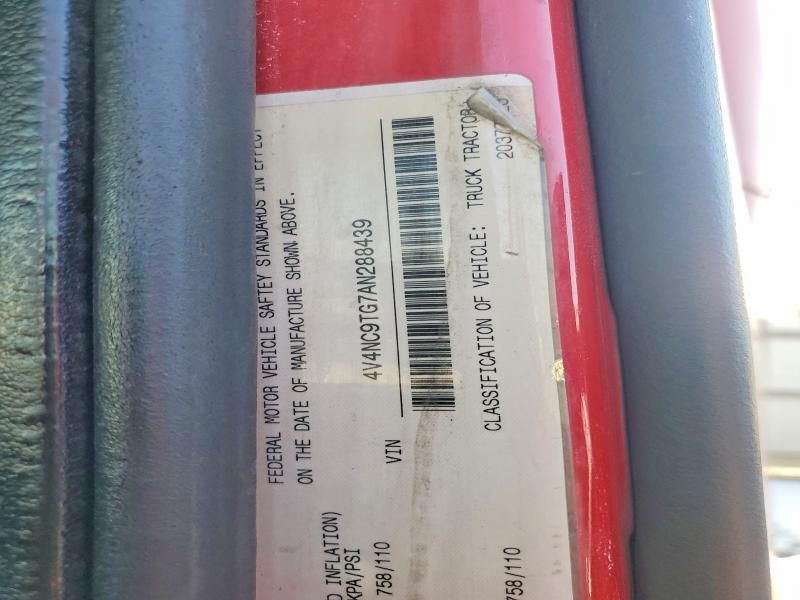 FEDERAL MOTOR VEHICLE SAFTEY STANDARDS IN EFFECT
ON THE DATE OF MANUFACTURE SHOWN ABOVE.
VIN 4V4NC9TG7AN288439
CLASSIFICATION OF VEHICLE: TRUCK TRACTOR
INFLATION)
KPA/PSI
758/110
758/110